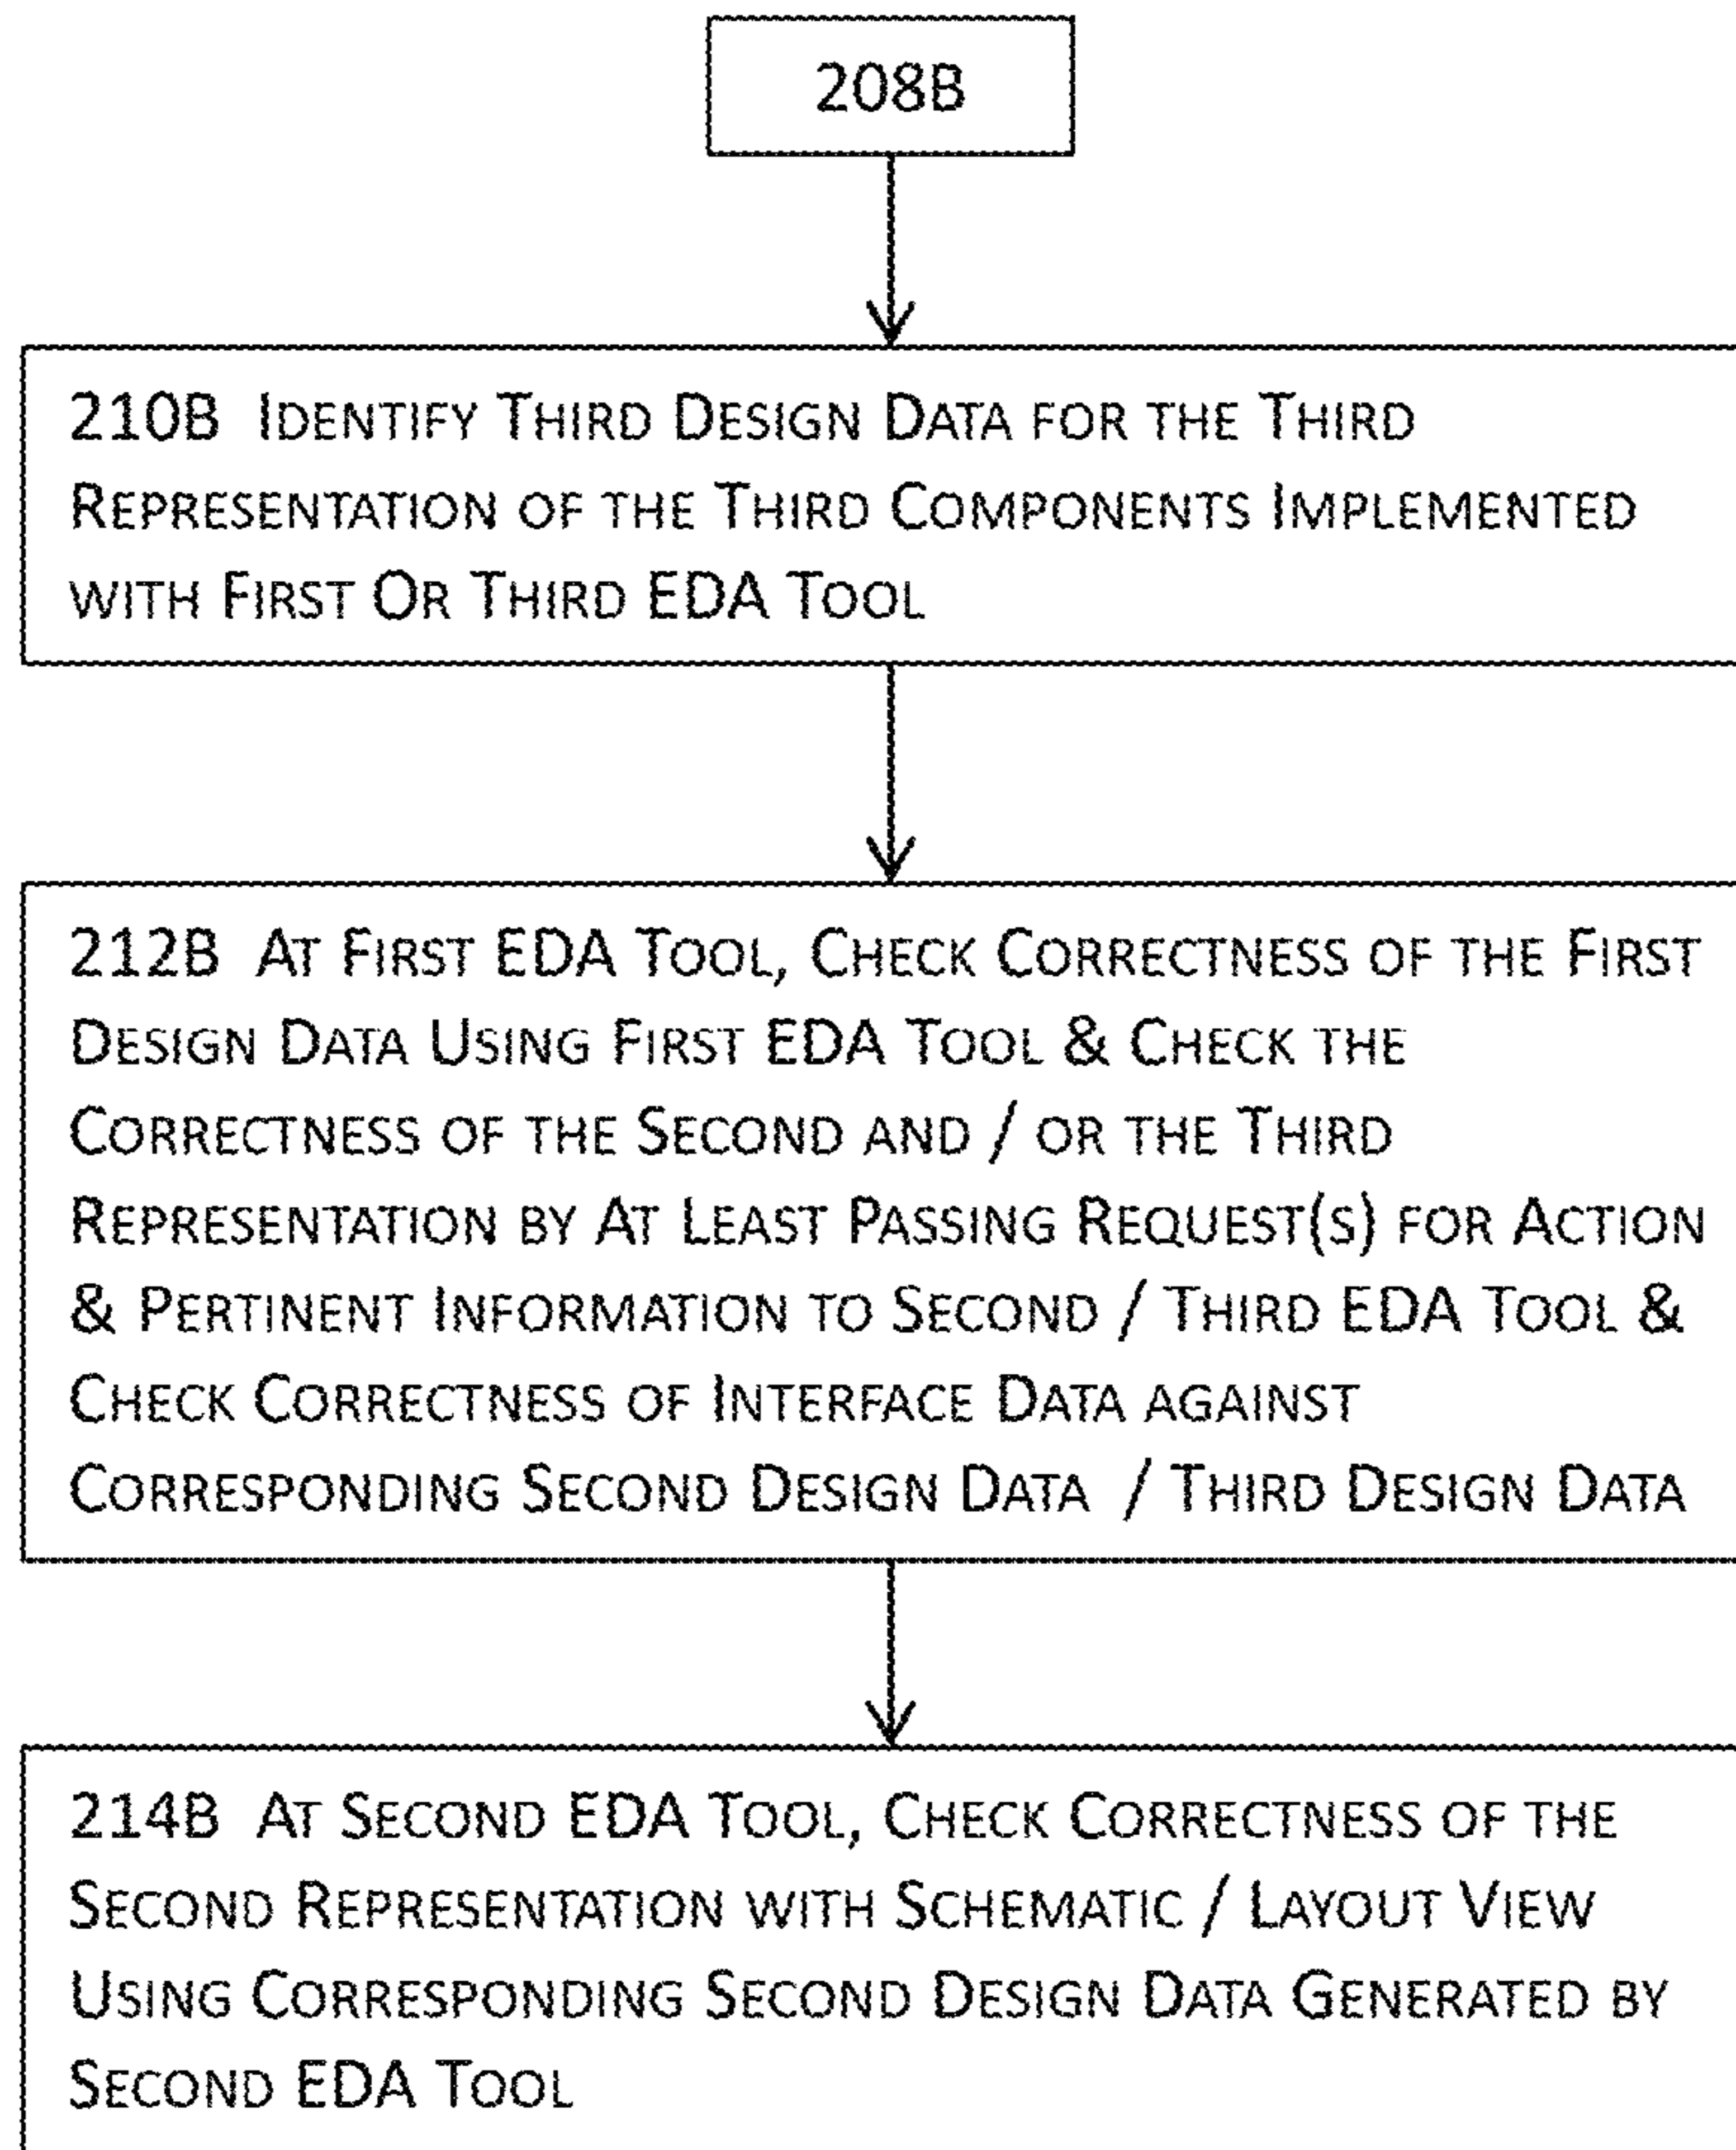 208B
210B Identify Third Design Data for the Third
Representation of the Third Components Implemented
with First Or Third EDA Tool
212B At First EDA Tool, Check Correctness of the First
Design Data Using First EDA Tool & Check the
Correctness of the Second and / or the Third
Representation by At Least Passing Request(s) for Action
& Pertinent Information to Second / Third EDA Tool &
Check Correctness of Interface Data against
Corresponding Second Design Data / Third Design Data
214B At Second EDA Tool, Check Correctness of the
Second Representation with Schematic / Layout View
Using Corresponding Second Design Data Generated by
Second EDA Tool